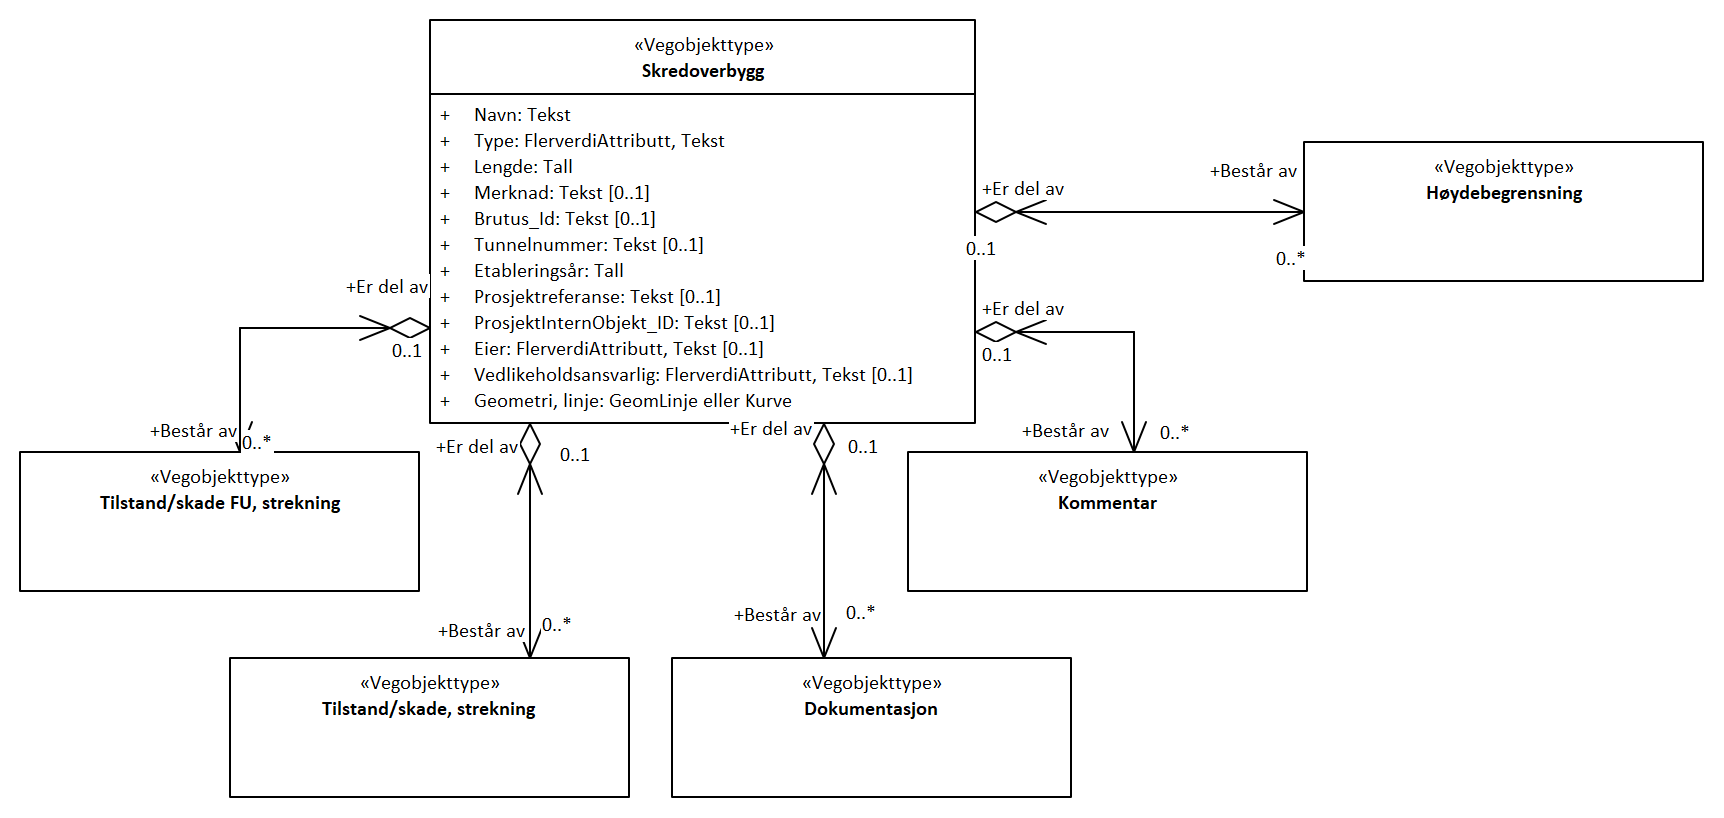 «Vegobjekttype»
Skredoverbygg
+ Navn: Tekst
+ Type: FlerverdiAttributt, Tekst
+ Lengde: Tall
+ Merknad: Tekst [0..1]
+ Brutus_Id: Tekst [0..1]
+ Tunnelnummer: Tekst [0..1]
+ Etableringsår: Tall
+ Prosjektreferanse: Tekst [0..1]
+ ProsjektInternObjekt_ID: Tekst [0..1]
+ Eier: FlerverdiAttributt, Tekst [0..1]
+ Vedlikeholdsansvarlig: FlerverdiAttributt, Tekst [0..1]
+ Geometri, linje: GeomLinje eller Kurve
+Er del av
0..1
+Består av
0..*
«Vegobjekttype»
Høydebegrensning
+Er del av
0..1
+Består av
0..*
«Vegobjekttype»
Kommentar
+Er del av
0..1
+Består av
0..*
«Vegobjekttype»
Tilstand/skade FU, strekning
+Er del av
0..1
+Består av
0..*
«Vegobjekttype»
Tilstand/skade, strekning
+Er del av
0..1
+Består av
0..*
«Vegobjekttype»
Dokumentasjon